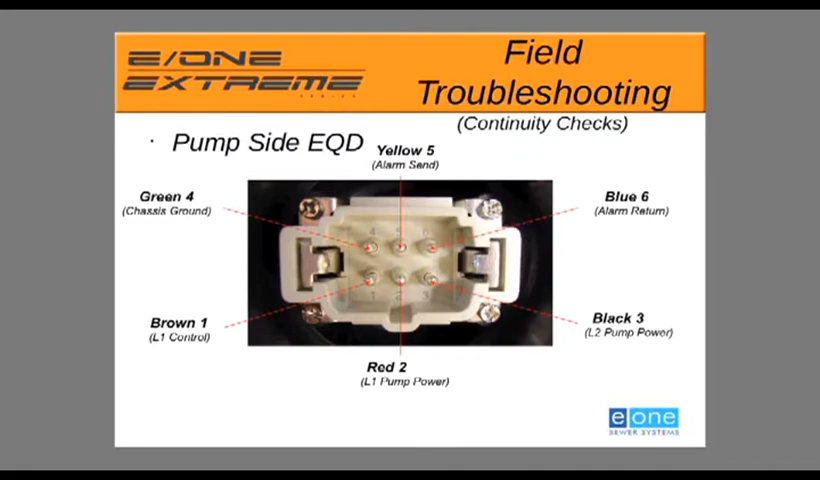 E/ONE
EXTREME
SERIES
Field
Troubleshooting
(Continuity Checks)
· Pump Side EQD
Yellow 5
(Alarm Send)
Green 4
(Chassis Ground)
Blue 6
(Alarm Return)
4 5 6
1 2 3
Brown 1
(L1 Control)
Black 3
(L2 Pump Power)
Red 2
(L1 Pump Power)
e one
SEWER SYSTEMS